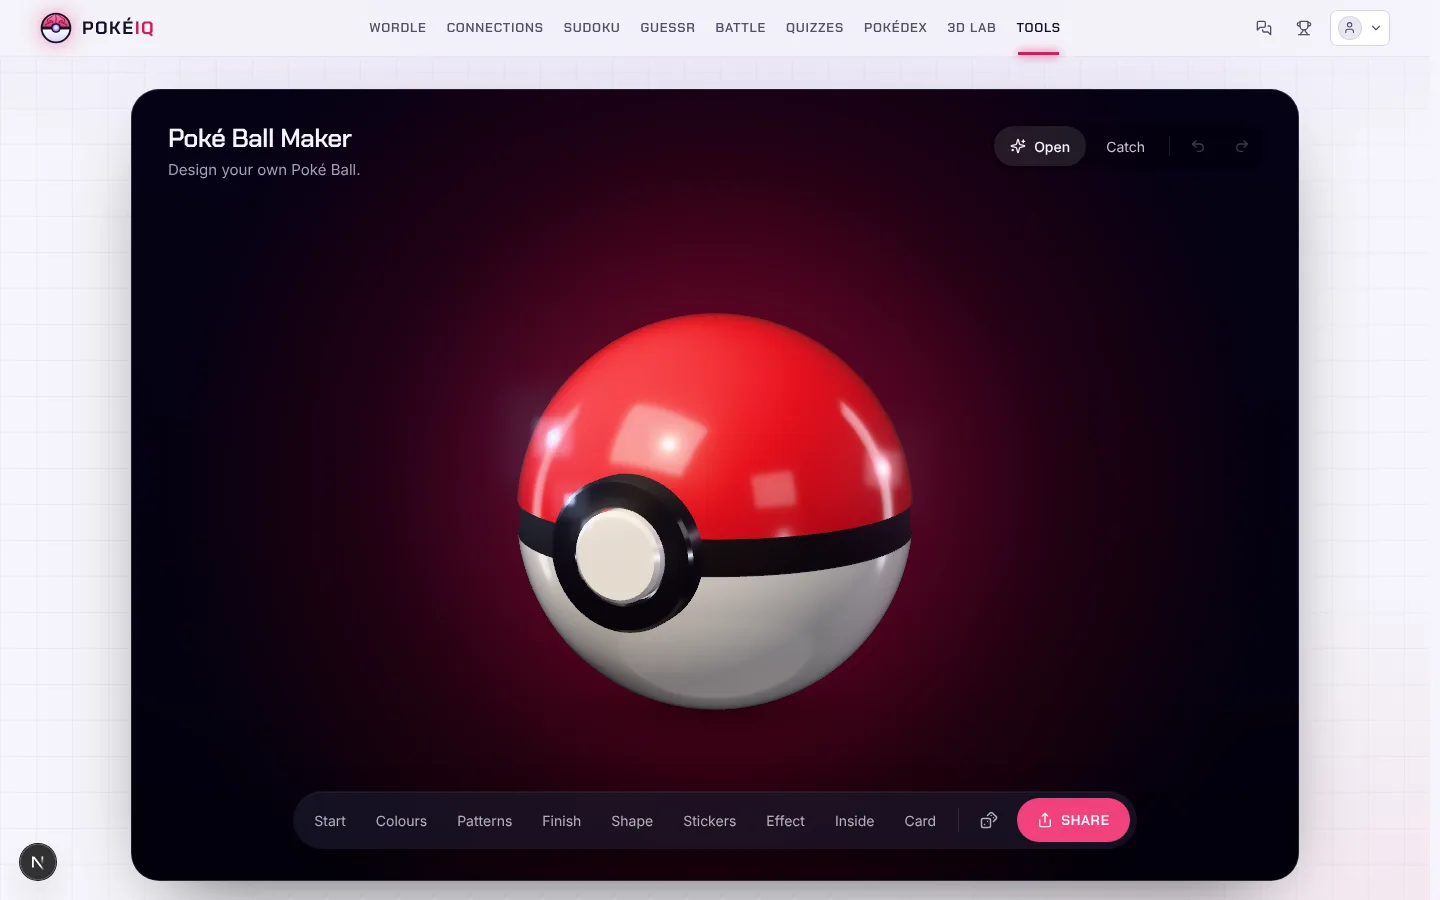 POKÉIQ
WORDLE CONNECTIONS SUDOKU GUESSR BATTLE QUIZZES POKÉDEX 3D LAB TOOLS
Poké Ball Maker
Design your own Poké Ball.
Open Catch
Start Colours Patterns Finish Shape Stickers Effect Inside Card SHARE
N